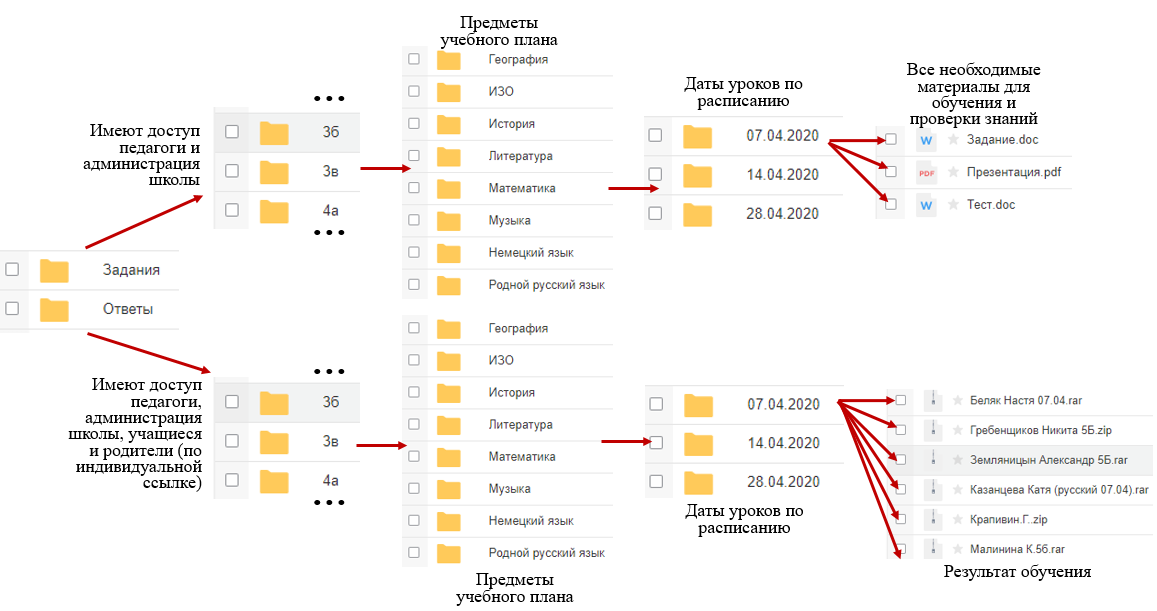 Имеют доступ
педагоги и
администрация
школы
Задания
Ответы
Имеют доступ
педагоги,
администрация
школы, учащиеся
и родители (по
индивидуальной
ссылке)
...
3б
3в
4а
...
Предметы
учебного плана
География
ИЗО
История
Литература
Математика
Музыка
Немецкий язык
Родной русский язык
Даты уроков по
расписанию
07.04.2020
14.04.2020
28.04.2020
Все необходимые
материалы для
обучения и
проверки знаний
W Задание.doc
PDF Презентация.pdf
W Тест.doc
...
3б
3в
4а
...
География
ИЗО
История
Литература
Математика
Музыка
Немецкий язык
Родной русский язык
Предметы
учебного плана
07.04.2020
14.04.2020
28.04.2020
Даты уроков по
расписанию
Беляк Настя 07.04.rar
Гребенщиков Никита 5Б.zip
Земляницын Александр 5Б.rar
Казанцева Катя (русский 07.04).rar
Крапивин.Г..zip
Малинина К.5б.rar
Результат обучения